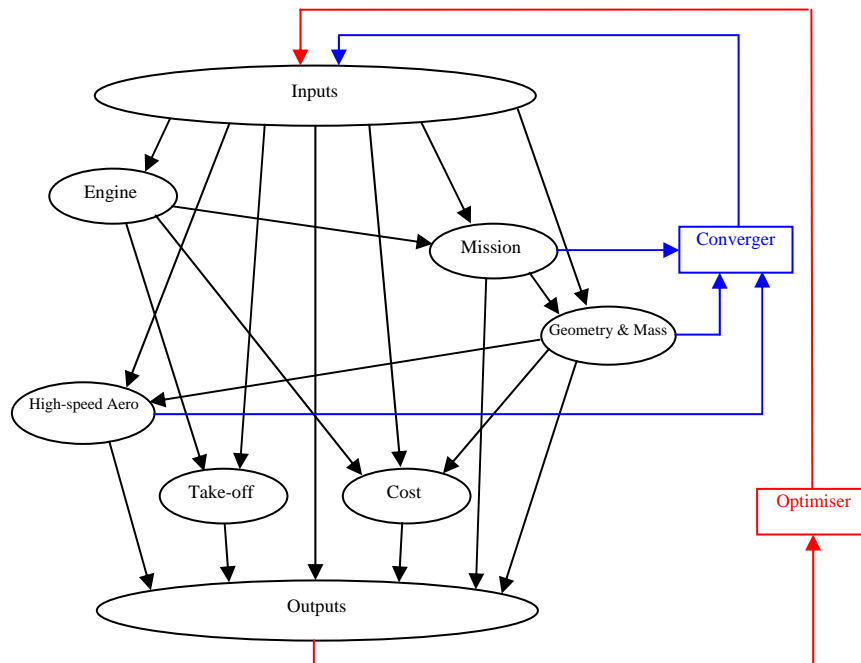 Inputs
Engine
Mission
Converger
Geometry & Mass
High-speed Aero
Take-off
Cost
Optimiser
Outputs